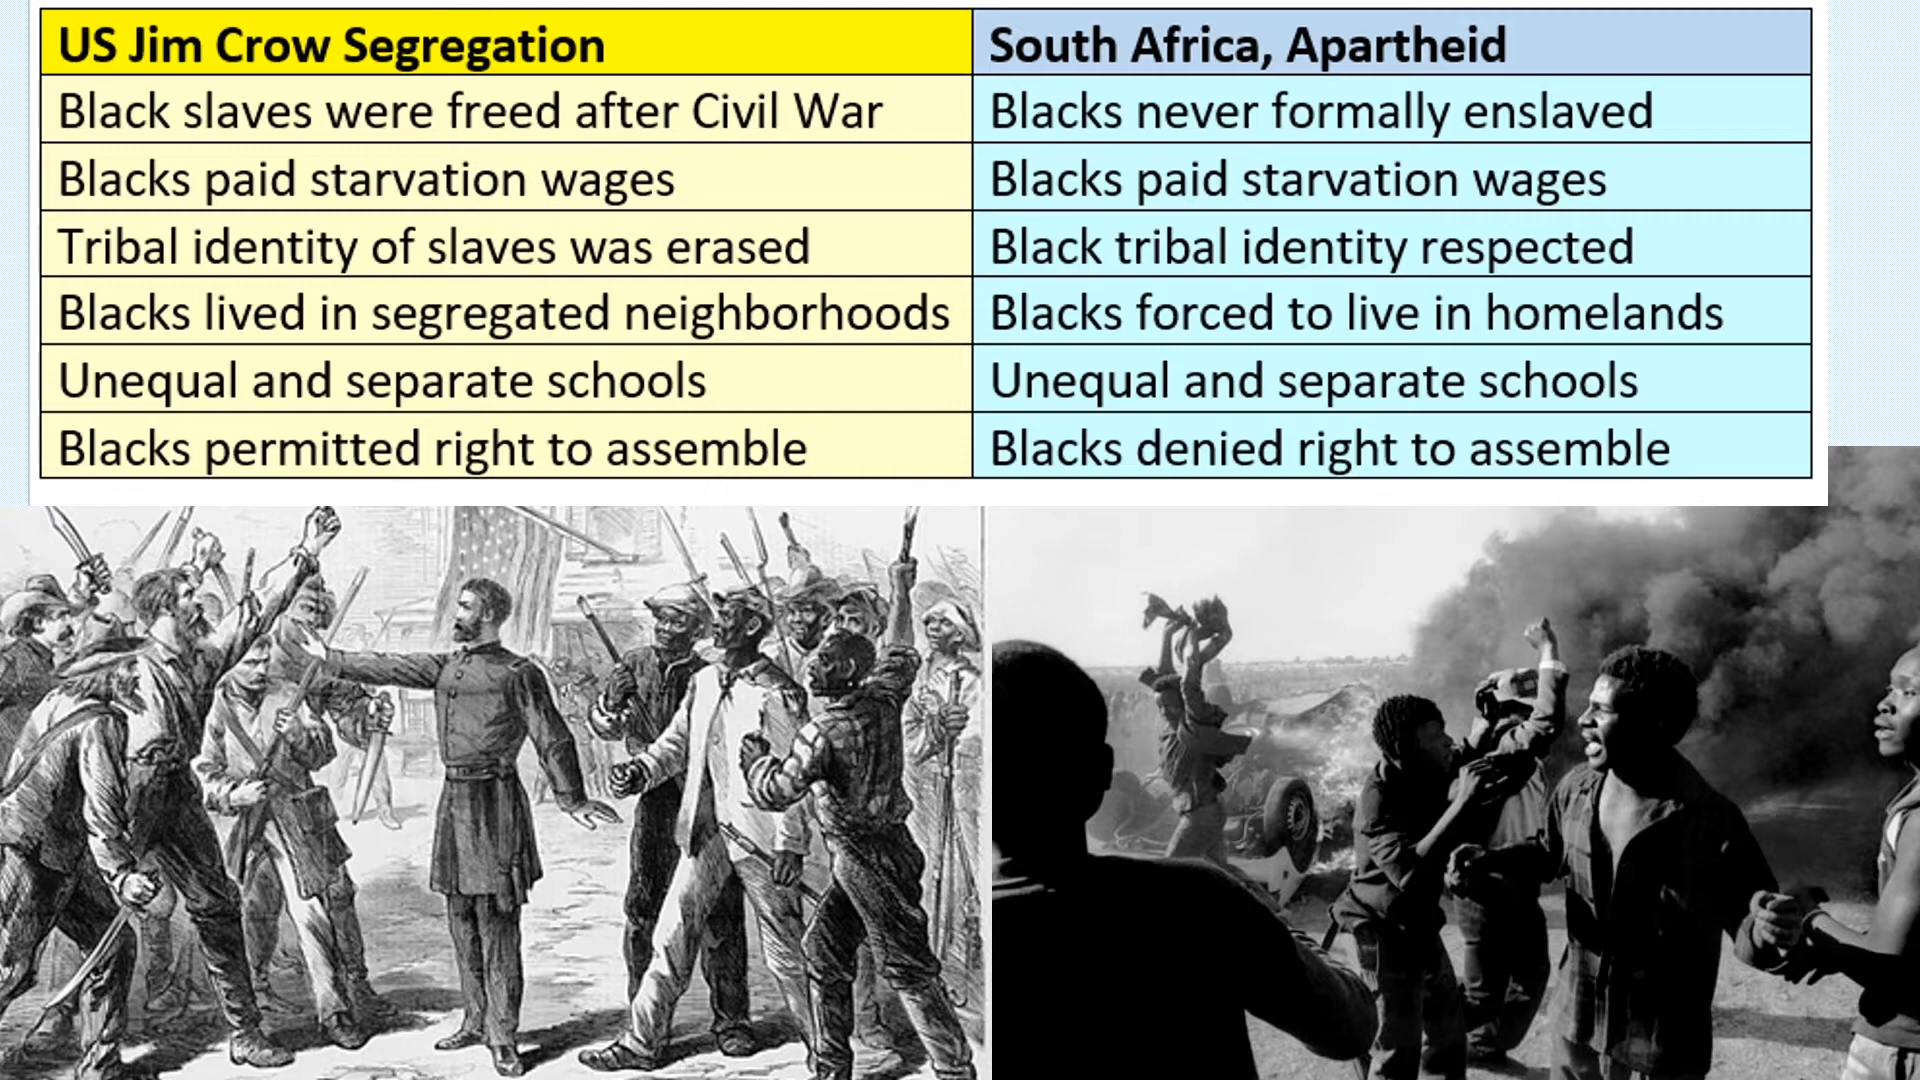 US Jim Crow Segregation
South Africa, Apartheid
Black slaves were freed after Civil War
Blacks never formally enslaved
Blacks paid starvation wages
Blacks paid starvation wages
Tribal identity of slaves was erased
Black tribal identity respected
Blacks lived in segregated neighborhoods
Blacks forced to live in homelands
Unequal and separate schools
Unequal and separate schools
Blacks permitted right to assemble
Blacks denied right to assemble